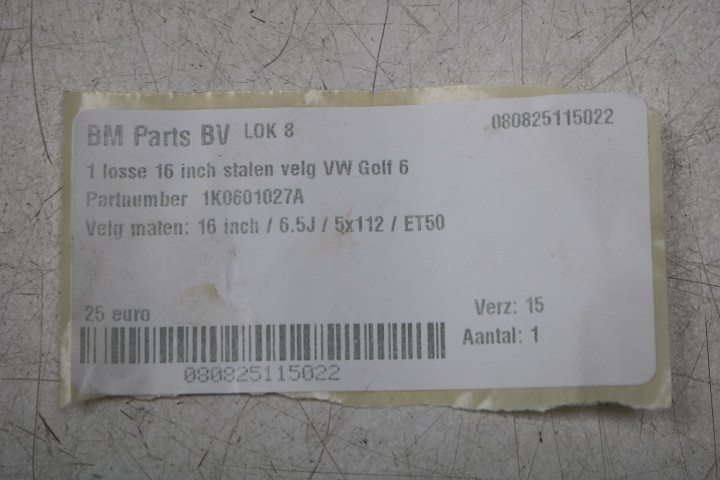 BM Parts BV LOK 8 080825115022
1 losse 16 inch stalen velg VW Golf 6
Partnumber 1K0601027A
Velg maten: 16 inch / 6.5J / 5x112 / ET50
25 euro Verz: 15
Aantal: 1
080825115022